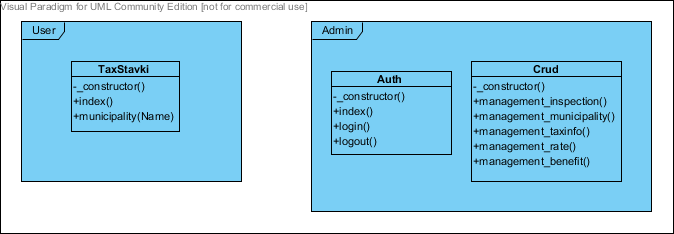 Visual Paradigm for UML Community Edition [not for commercial use]
User
TaxStavki
-_constructor()
+index()
+municipality(Name)
Admin
Auth
-_constructor()
+index()
+login()
+logout()
Crud
-_constructor()
+management_inspection()
+management_municipality()
+management_taxinfo()
+management_rate()
+management_benefit()